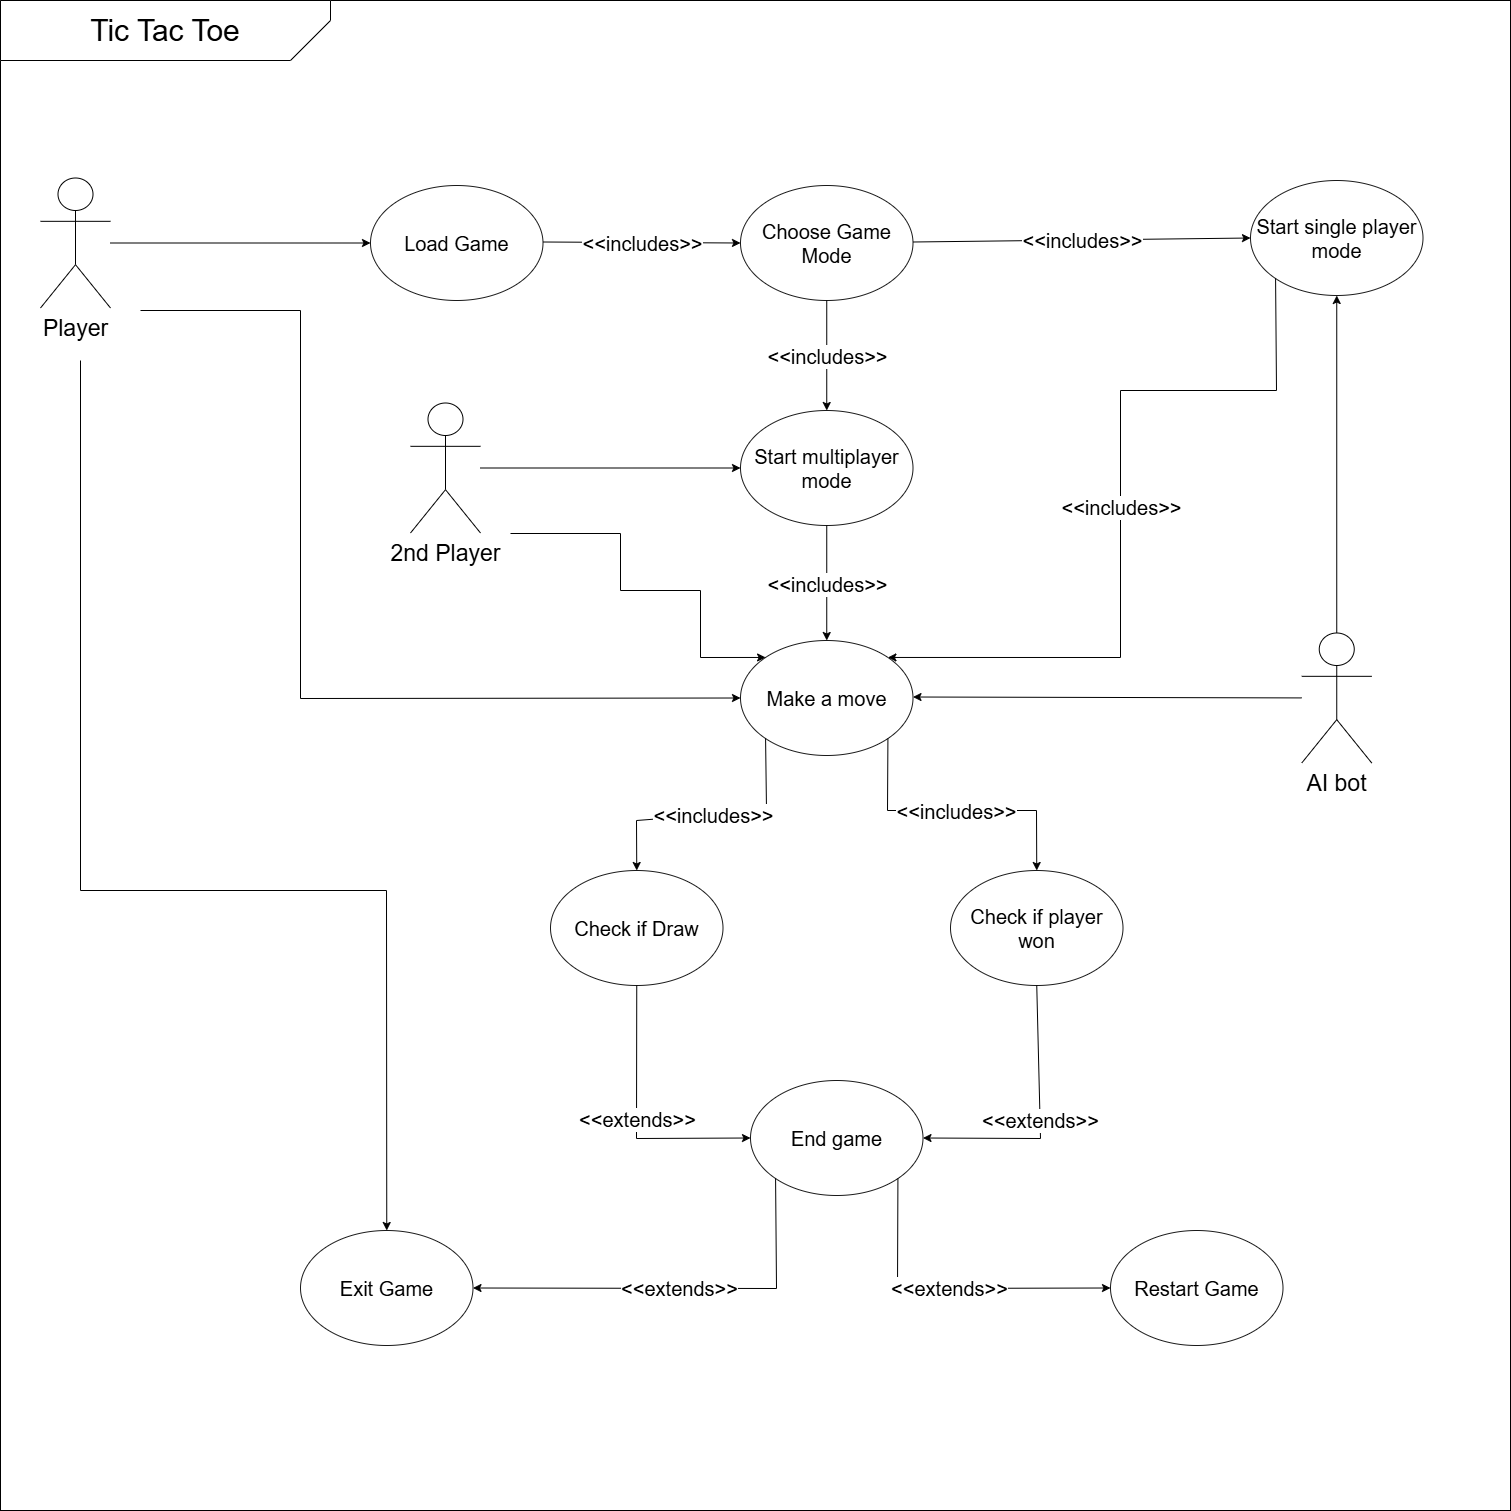 Tic Tac Toe
Load Game
<<includes>>
Choose Game
Mode
<<includes>>
Start single player
mode
Player
<<includes>>
Start multiplayer
mode
<<includes>>
2nd Player
<<includes>>
Make a move
AI bot
<<includes>>
<<includes>>
Check if Draw
Check if player
won
<<extends>>
<<extends>>
End game
Exit Game
<<extends>>
<<extends>>
Restart Game